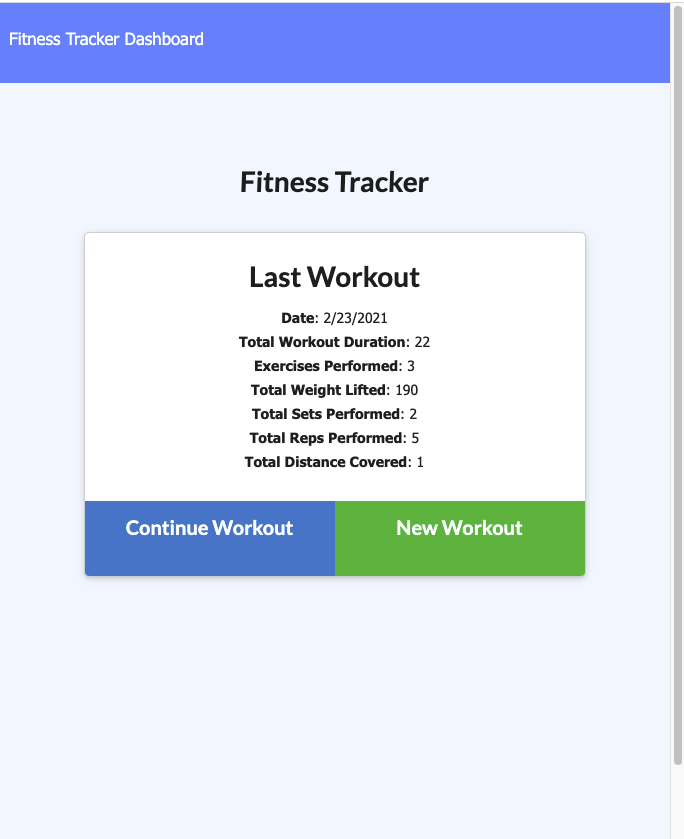 Fitness Tracker Dashboard
Fitness Tracker
Last Workout
Date: 2/23/2021
Total Workout Duration: 22
Exercises Performed: 3
Total Weight Lifted: 190
Total Sets Performed: 2
Total Reps Performed: 5
Total Distance Covered: 1
Continue Workout
New Workout